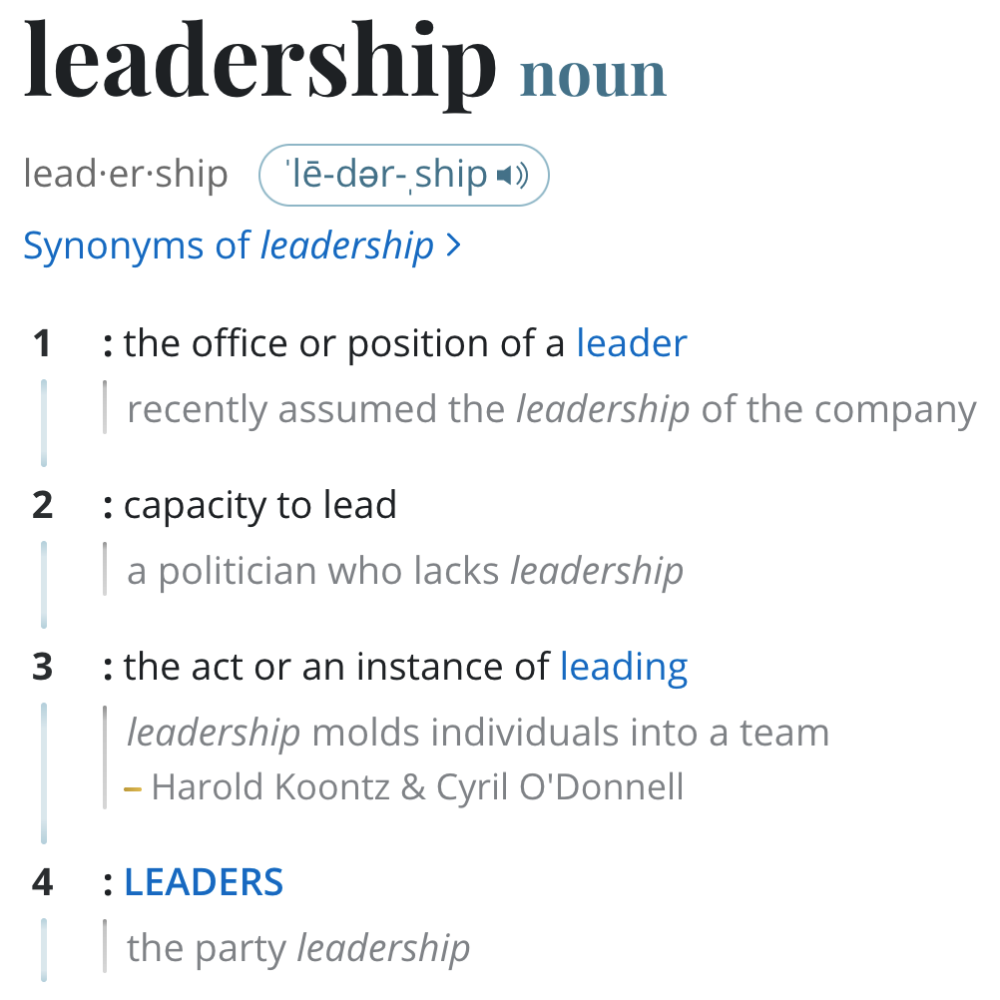 leadership noun
lead·er·ship ˈlē-dər-ˌship
Synonyms of leadership
1 : the office or position of a leader
recently assumed the leadership of the company
2 : capacity to lead
a politician who lacks leadership
3 : the act or an instance of leading
leadership molds individuals into a team
– Harold Koontz & Cyril O'Donnell
4 : LEADERS
the party leadership